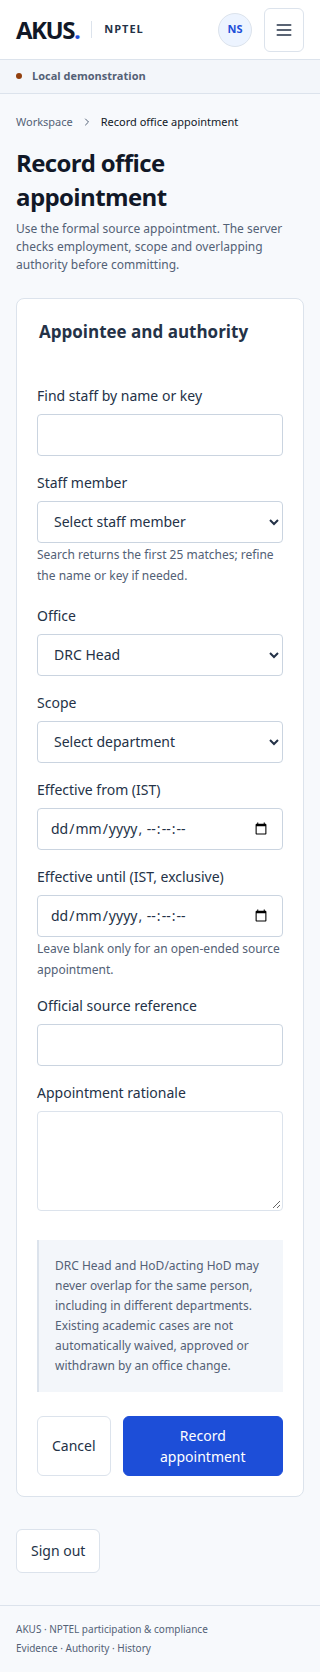 AKUS. NPTEL NS
Local demonstration
Workspace > Record office appointment
Record office
appointment
Use the formal source appointment. The server
checks employment, scope and overlapping
authority before committing.
Appointee and authority
Find staff by name or key
Staff member
Select staff member
Search returns the first 25 matches; refine
the name or key if needed.
Office
DRC Head
Scope
Select department
Effective from (IST)
dd/mm/yyyy, --:--:--
Effective until (IST, exclusive)
dd/mm/yyyy, --:--:--
Leave blank only for an open-ended source
appointment.
Official source reference
Appointment rationale
DRC Head and HoD/acting HoD may
never overlap for the same person,
including in different departments.
Existing academic cases are not
automatically waived, approved or
withdrawn by an office change.
Cancel
Record
appointment
Sign out
AKUS · NPTEL participation & compliance
Evidence · Authority · History